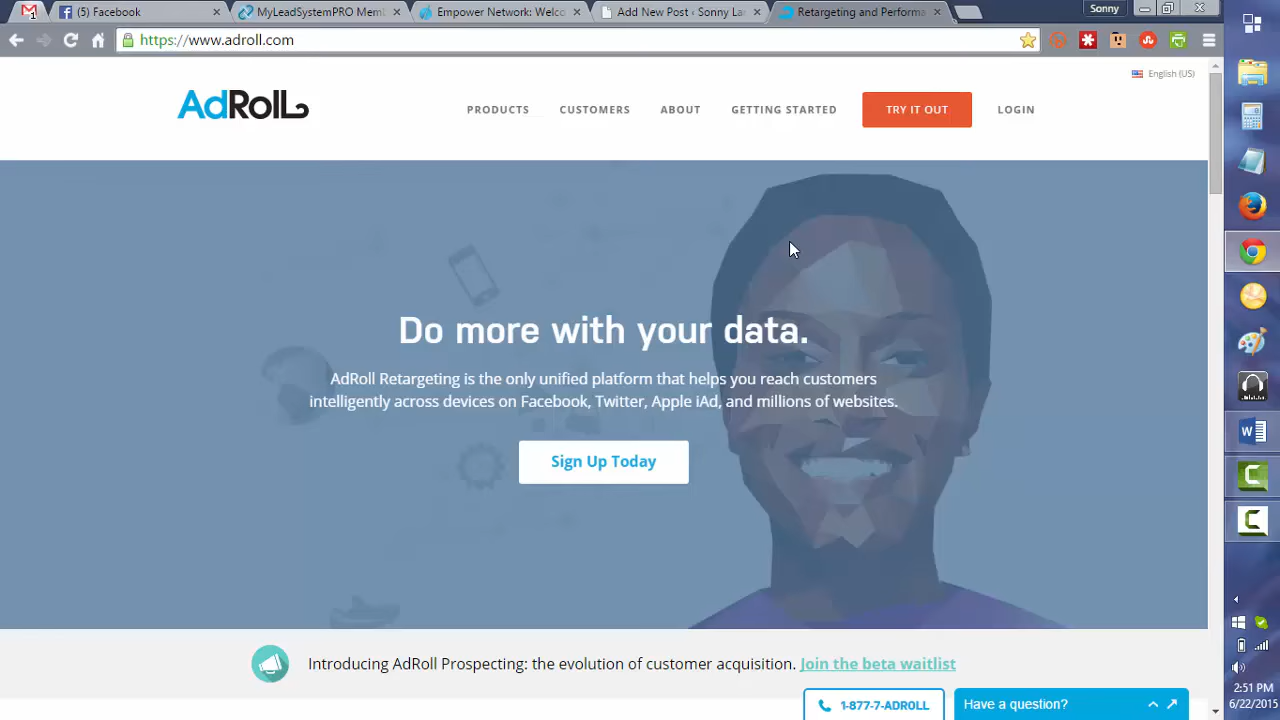 (5) Facebook
MyLeadSystemPRO Mem
Empower Network: Welco
Add New Post ‹ Sonny La
Retargeting and Performa
Sonny
https://www.adroll.com
English (US)
AdRoll
PRODUCTS
CUSTOMERS
ABOUT
GETTING STARTED
TRY IT OUT
LOGIN
Do more with your data.
AdRoll Retargeting is the only unified platform that helps you reach customers
intelligently across devices on Facebook, Twitter, Apple iAd, and millions of websites.
Sign Up Today
Introducing AdRoll Prospecting: the evolution of customer acquisition. Join the beta waitlist
1-877-7-ADROLL
Have a question?
2:51 PM
6/22/2015